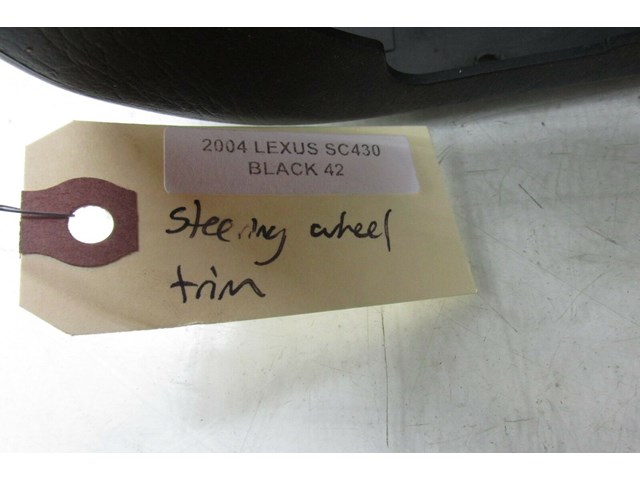 2004 LEXUS SC430
BLACK 42
steering wheel
trim